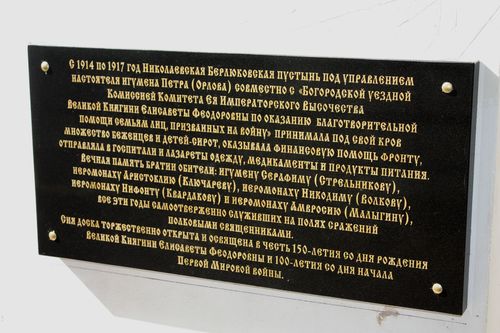 С 1914 по 1917 год Николаевская Берлюковская пустынь под управлением
настоятеля игумена Петра (Орлова) совместно с «Богородской уездной
Комиссией Комитета Ея Императорского Высочества
Великой Княгини Елисаветы Феодоровны по оказанию благотворительной
помощи семьям лиц, призванных на войну» принимала под свой кров
множество беженцев и детей-сирот, оказывала финансовую помощь фронту,
отправляла в госпитали и лазареты одежду, медикаменты и продукты питания.
Вечная память братии обители: игумену Серафиму (Стрельникову),
иеромонаху Аристоклию (Ключареву), иеромонаху Никодиму (Волкову),
иеромонаху Нифонту (Квардакову) и иеромонаху Амвросию (Малыгину),
все эти годы самоотверженно служивших на полях сражений
полковыми священниками.
Сия доска торжественно открыта и освящена в честь 150-летия со дня рождения
Великой Княгини Елисаветы Феодоровны и 100-летия со дня начала
Первой Мировой войны.